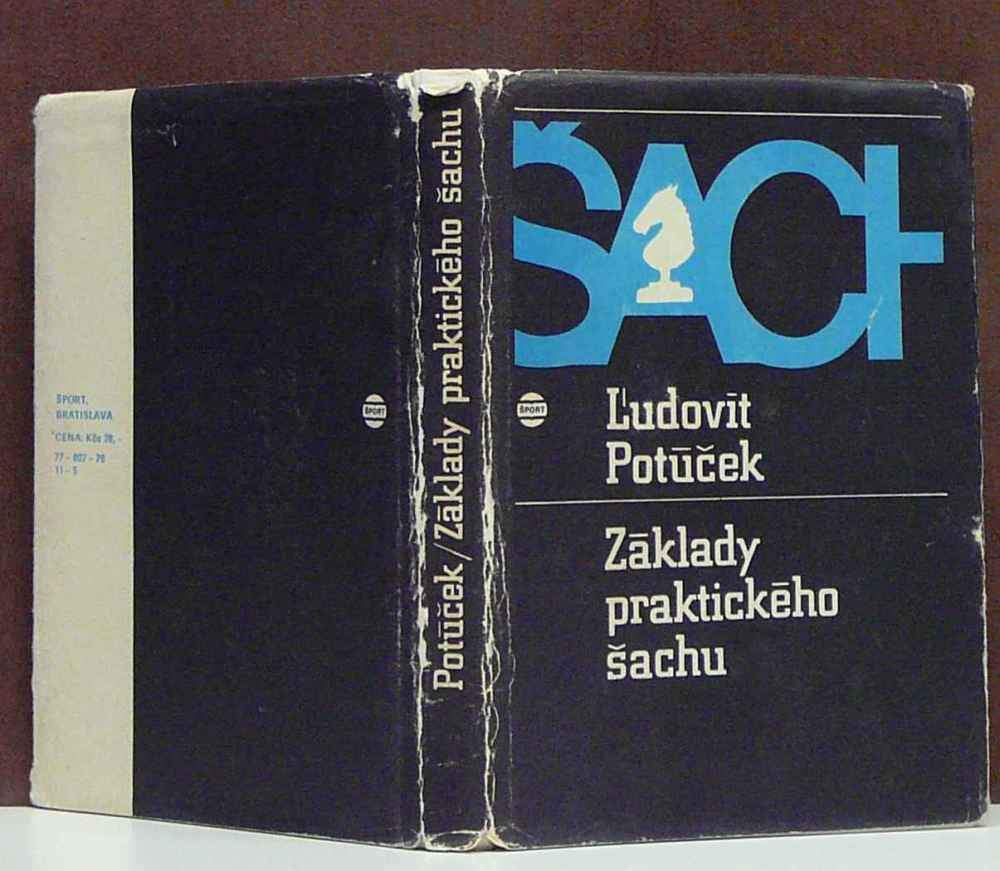 ŠPORT,
BRATISLAVA
CENA: Kčs 28,-
77-002-78
11-5
ŠPORT
Potůček/Základy praktického šachu
ŠACH
ŠPORT
Ľudovít
Potůček
Základy
praktického
šachu